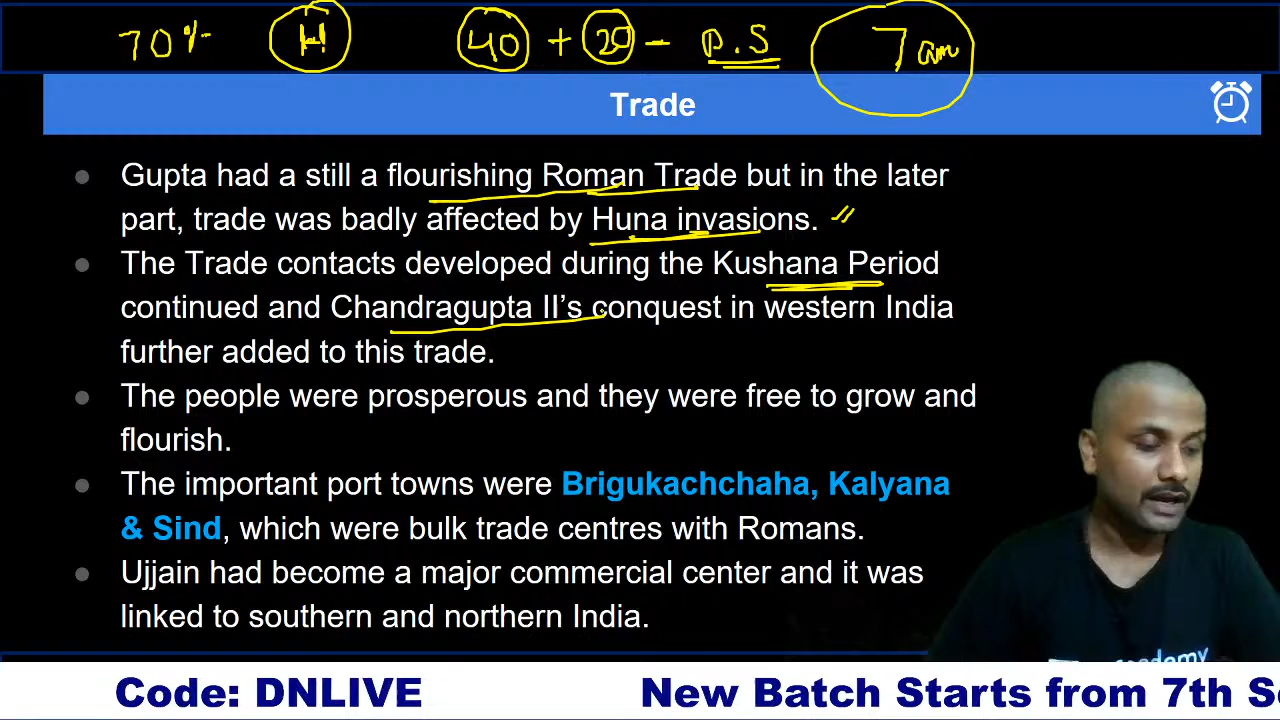 70% H 40 + 20 - P.S 7 am
Trade
Gupta had a still a flourishing Roman Trade but in the later
part, trade was badly affected by Huna invasions.
The Trade contacts developed during the Kushana Period
continued and Chandragupta II's conquest in western India
further added to this trade.
The people were prosperous and they were free to grow and
flourish.
The important port towns were Brigukachchaha, Kalyana
& Sind, which were bulk trade centres with Romans.
Ujjain had become a major commercial center and it was
linked to southern and northern India.
Code: DNLIVE New Batch Starts from 7th